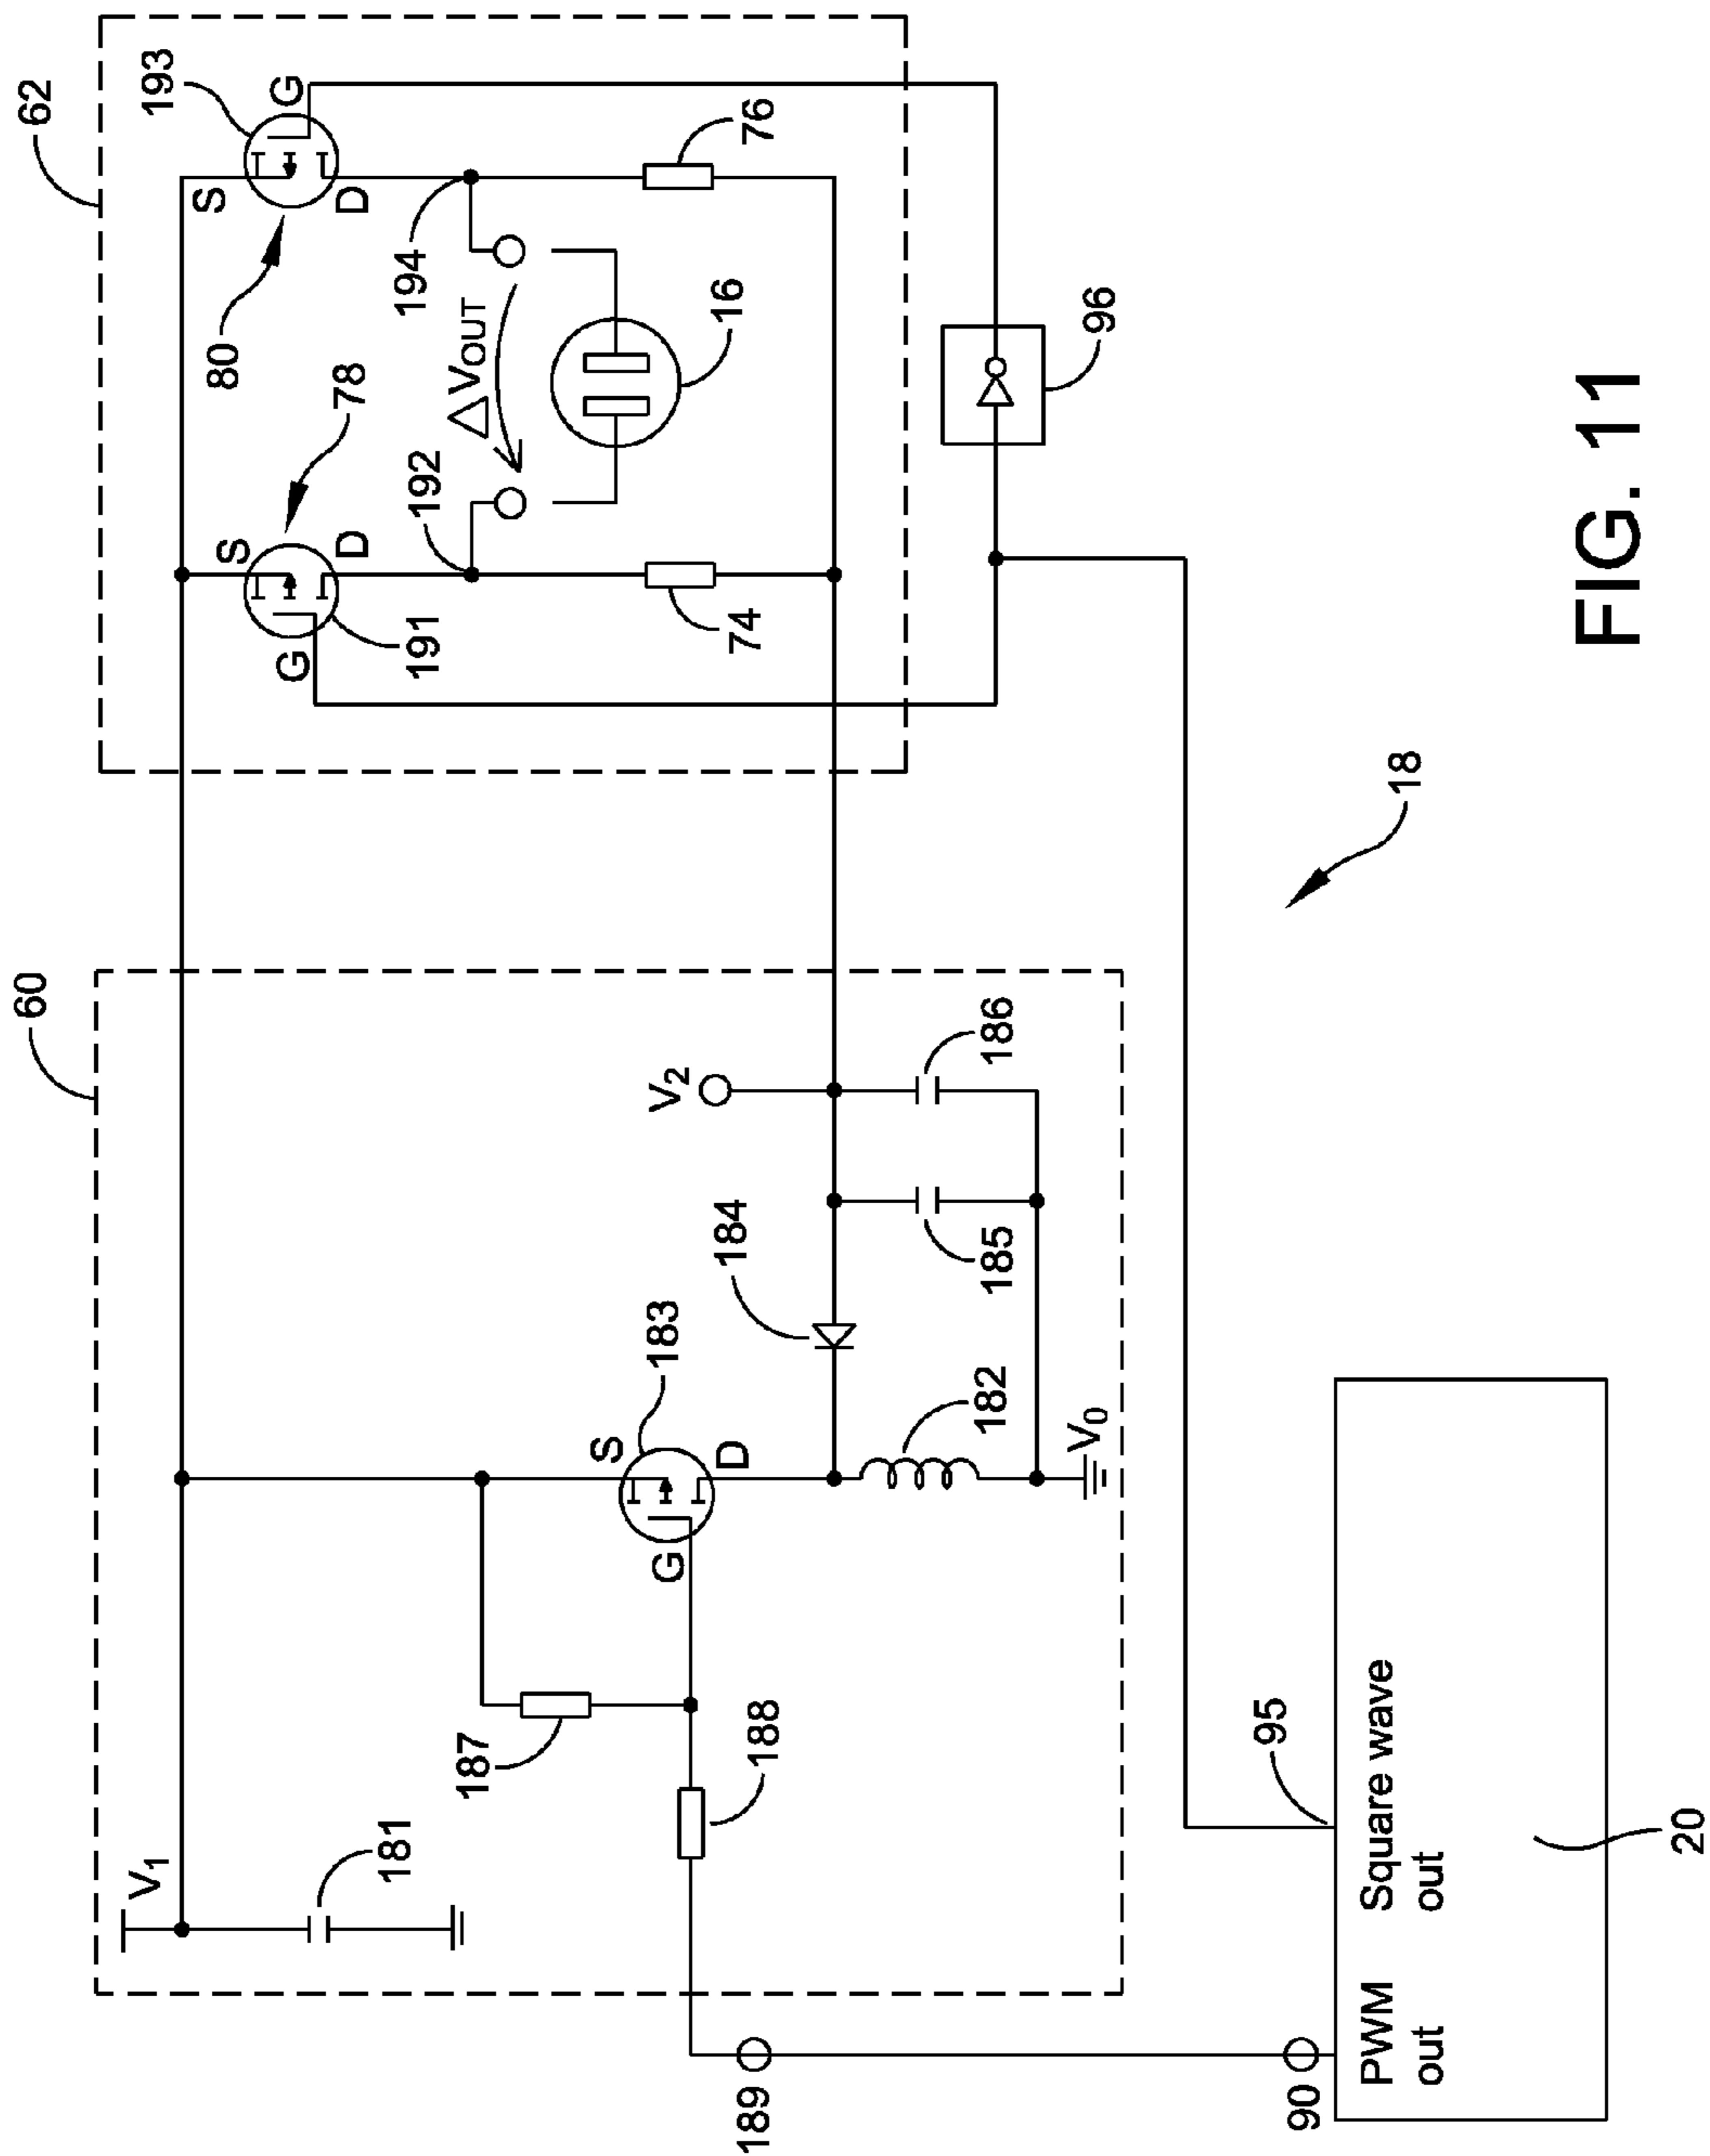 60
62
V1
181
187
188
189
90
G
S
D
183
184
182
V0
185
186
V2
S
78
G
D
191
192
ΔVOUT
194
80
S
G
D
193
74
76
16
96
18
95
PWM out
Square wave out
20
FIG. 11